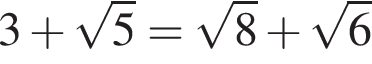 3 + √5 = √8 + √6